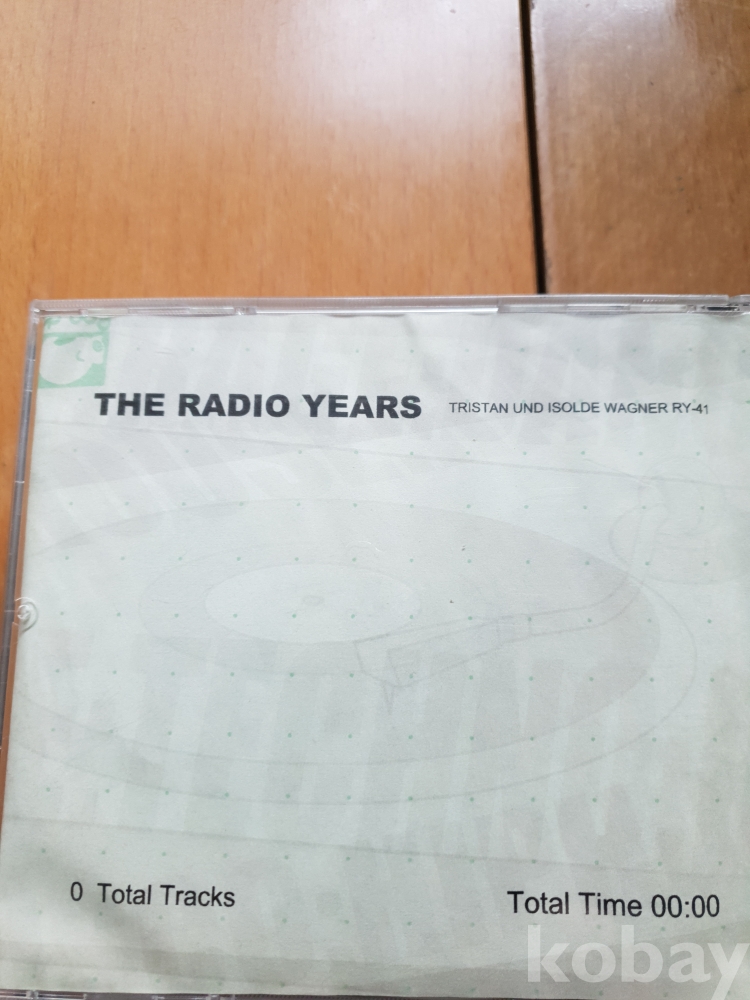 THE RADIO YEARS TRISTAN UND ISOLDE WAGNER RY-41
0 Total Tracks Total Time 00:00
kobay